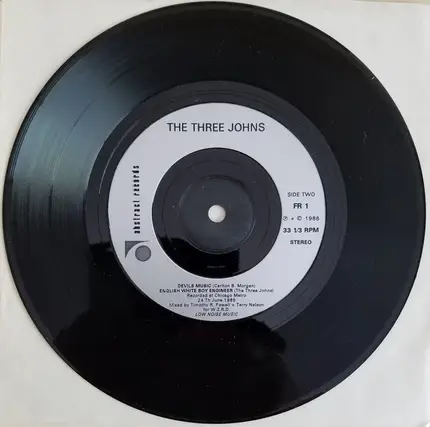 THE THREE JOHNS
abstract records
SIDE TWO
FR 1
℗ + © 1988
33 1/3 RPM
STEREO
DEVILS MUSIC (Carlton B. Morgan)
ENGLISH WHITE BOY ENGINEER (The Three Johns)
Recorded at Chicago Metro
24 Th June 1986
Mixed by Timothy R. Powell + Terry Nelson
for W.Z.R.D.
LOW NOISE MUSIC